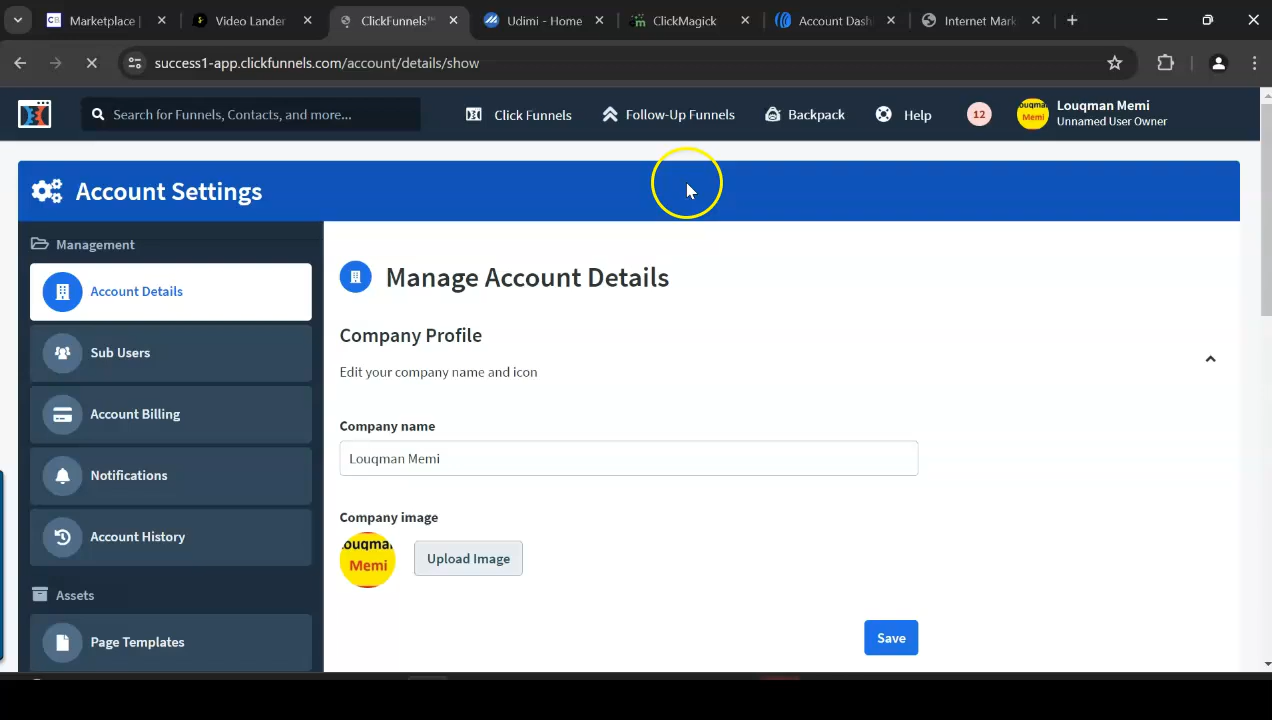 Marketplace |
Video Lander
ClickFunnels™
Udimi - Home
ClickMagick
Account Dash
Internet Mark
success1-app.clickfunnels.com/account/details/show
Search for Funnels, Contacts, and more...
Click Funnels
Follow-Up Funnels
Backpack
Help
12
Louqman Memi
Unnamed User Owner
Account Settings
Management
Account Details
Sub Users
Account Billing
Notifications
Account History
Assets
Page Templates
Manage Account Details
Company Profile
Edit your company name and icon
Company name
Louqman Memi
Company image
ouqma
Memi
Upload Image
Save